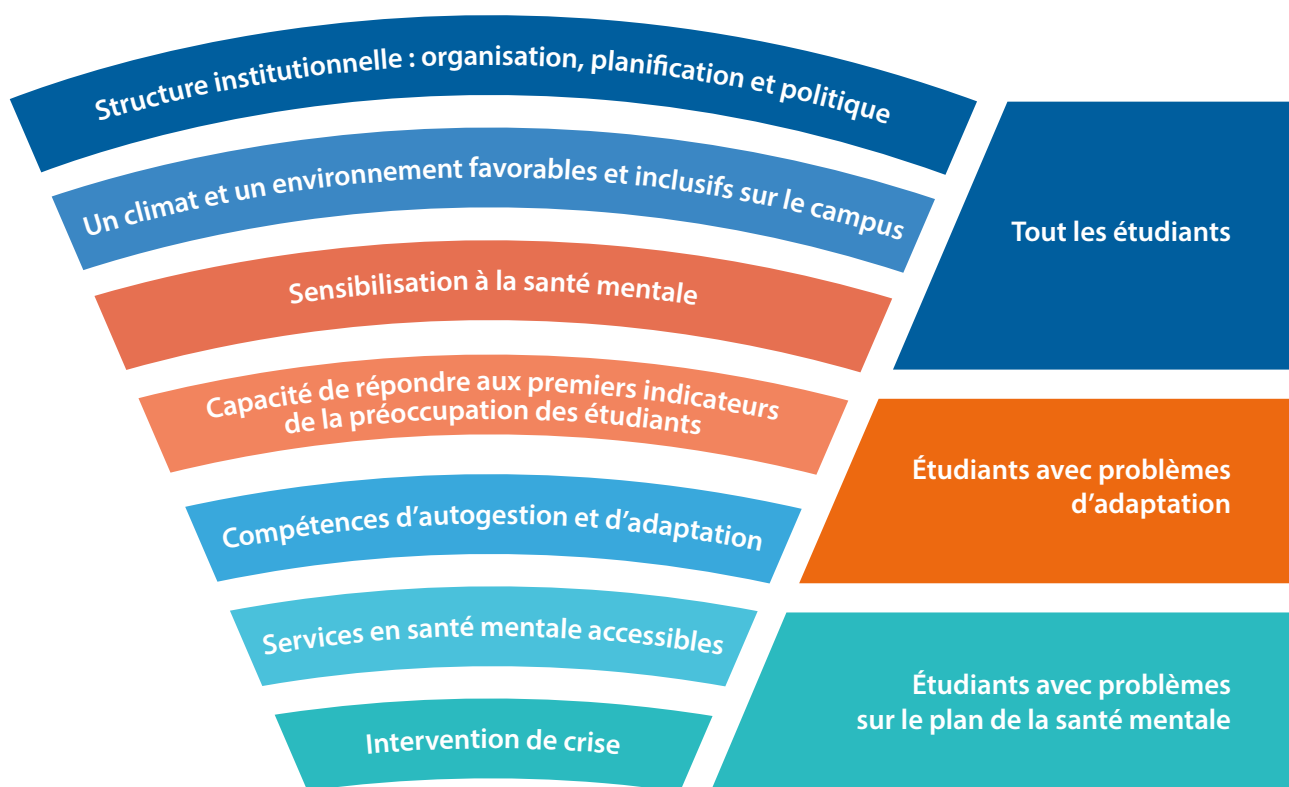 Structure institutionnelle : organisation, planification et politique
Un climat et un environnement favorables et inclusifs sur le campus
Tout les étudiants
Sensibilisation à la santé mentale
Capacité de répondre aux premiers indicateurs
de la préoccupation des étudiants
Étudiants avec problèmes
d’adaptation
Compétences d’autogestion et d’adaptation
Services en santé mentale accessibles
Étudiants avec problèmes
sur le plan de la santé mentale
Intervention de crise